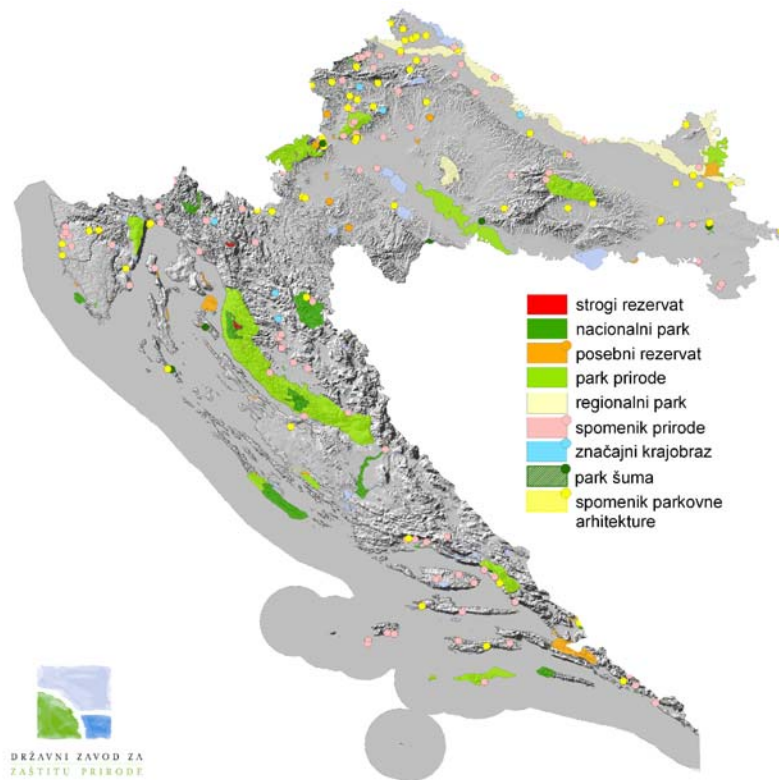 strogi rezervat
nacionalni park
posebni rezervat
park prirode
regionalni park
spomenik prirode
značajni krajobraz
park šuma
spomenik parkovne
arhitekture
DRŽAVNI ZAVOD ZA
ZAŠTITU PRIRODE